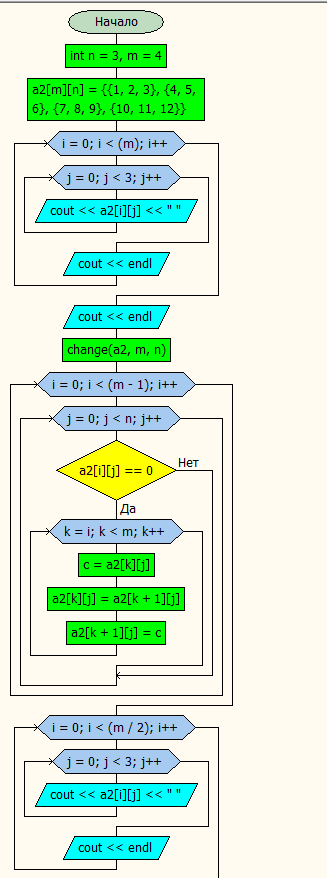 Начало
int n = 3, m = 4
a2[m][n] = {{1, 2, 3}, {4, 5,
6}, {7, 8, 9}, {10, 11, 12}}
i = 0; i < (m); i++
j = 0; j < 3; j++
cout << a2[i][j] << " "
cout << endl
cout << endl
change(a2, m, n)
i = 0; i < (m - 1); i++
j = 0; j < n; j++
a2[i][j] == 0
Нет
Да
k = i; k < m; k++
c = a2[k][j]
a2[k][j] = a2[k + 1][j]
a2[k + 1][j] = c
i = 0; i < (m / 2); i++
j = 0; j < 3; j++
cout << a2[i][j] << " "
cout << endl